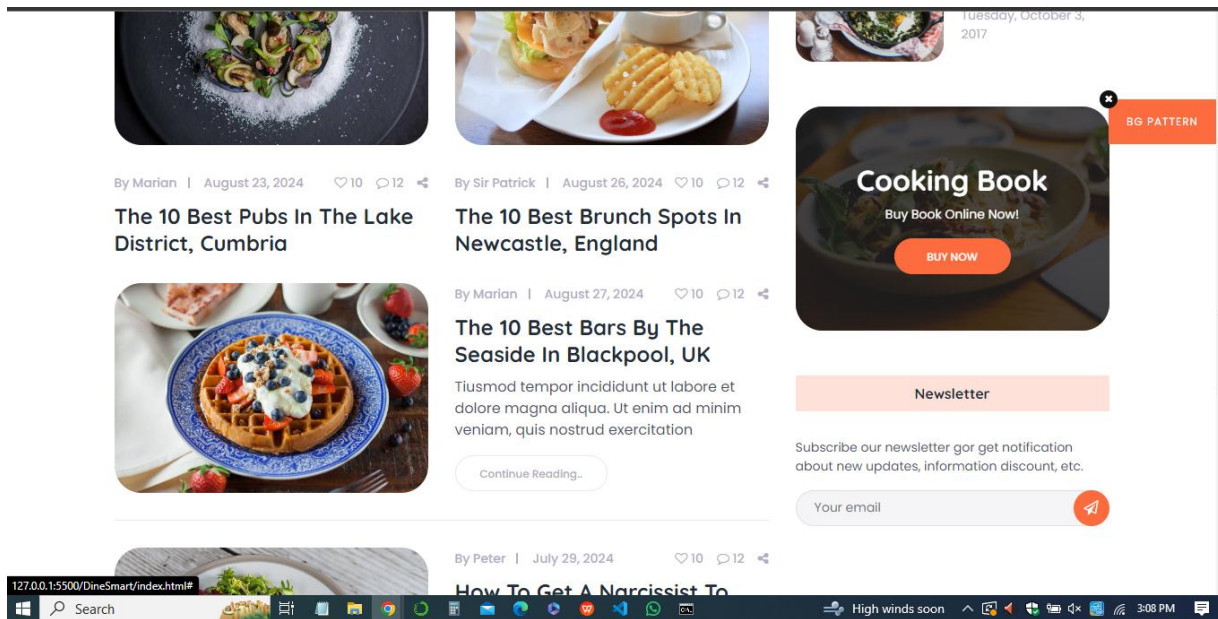 Tuesday, October 3,
2017
By Marian | August 23, 2024 10 12
The 10 Best Pubs In The Lake
District, Cumbria
By Sir Patrick | August 26, 2024 10 12
The 10 Best Brunch Spots In
Newcastle, England
By Marian | August 27, 2024 10 12
The 10 Best Bars By The
Seaside In Blackpool, UK
Tiusmod tempor incididunt ut labore et
dolore magna aliqua. Ut enim ad minim
veniam, quis nostrud exercitation
Continue Reading..
By Peter | July 29, 2024 10 12
How To Get A Narcissist To
BG PATTERN
Cooking Book
Buy Book Online Now!
BUY NOW
Newsletter
Subscribe our newsletter gor get notification
about new updates, information discount, etc.
Your email
127.0.0.1:5500/DineSmart/index.html#
Search
High winds soon
3:08 PM